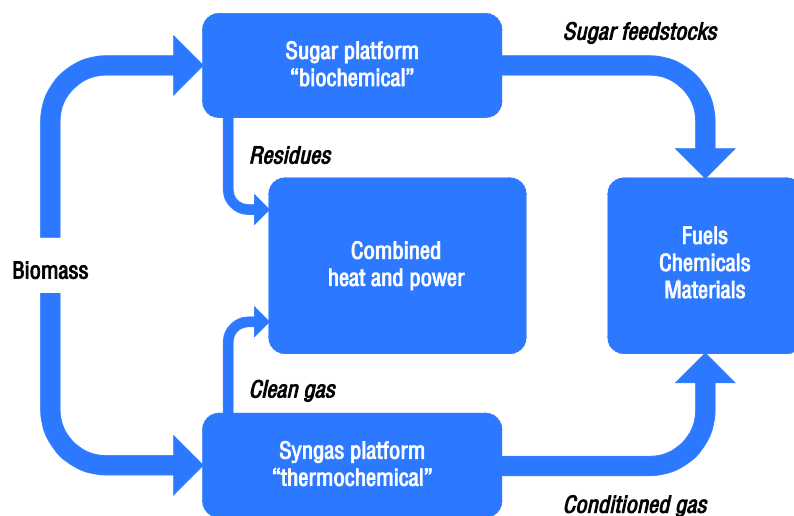 Sugar platform
“biochemical”
Sugar feedstocks
Residues
Combined
heat and power
Fuels
Chemicals
Materials
Biomass
Clean gas
Syngas platform
“thermochemical”
Conditioned gas